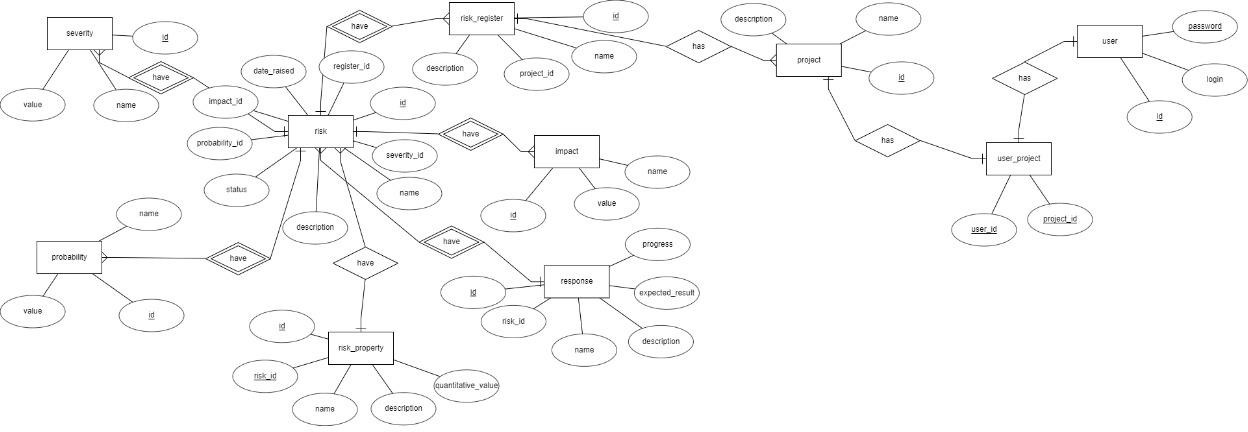 severity
id
value
name
have
have
risk_register
id
name
description
project_id
has
description
name
project
id
has
user
password
login
id
has
user_project
user_id
project_id
date_raised
register_id
impact_id
id
risk
probability_id
severity_id
status
name
description
have
impact
name
value
id
name
probability
value
id
have
have
have
response
progress
expected_result
id
risk_id
name
description
id
risk_property
risk_id
quantitative_value
name
description